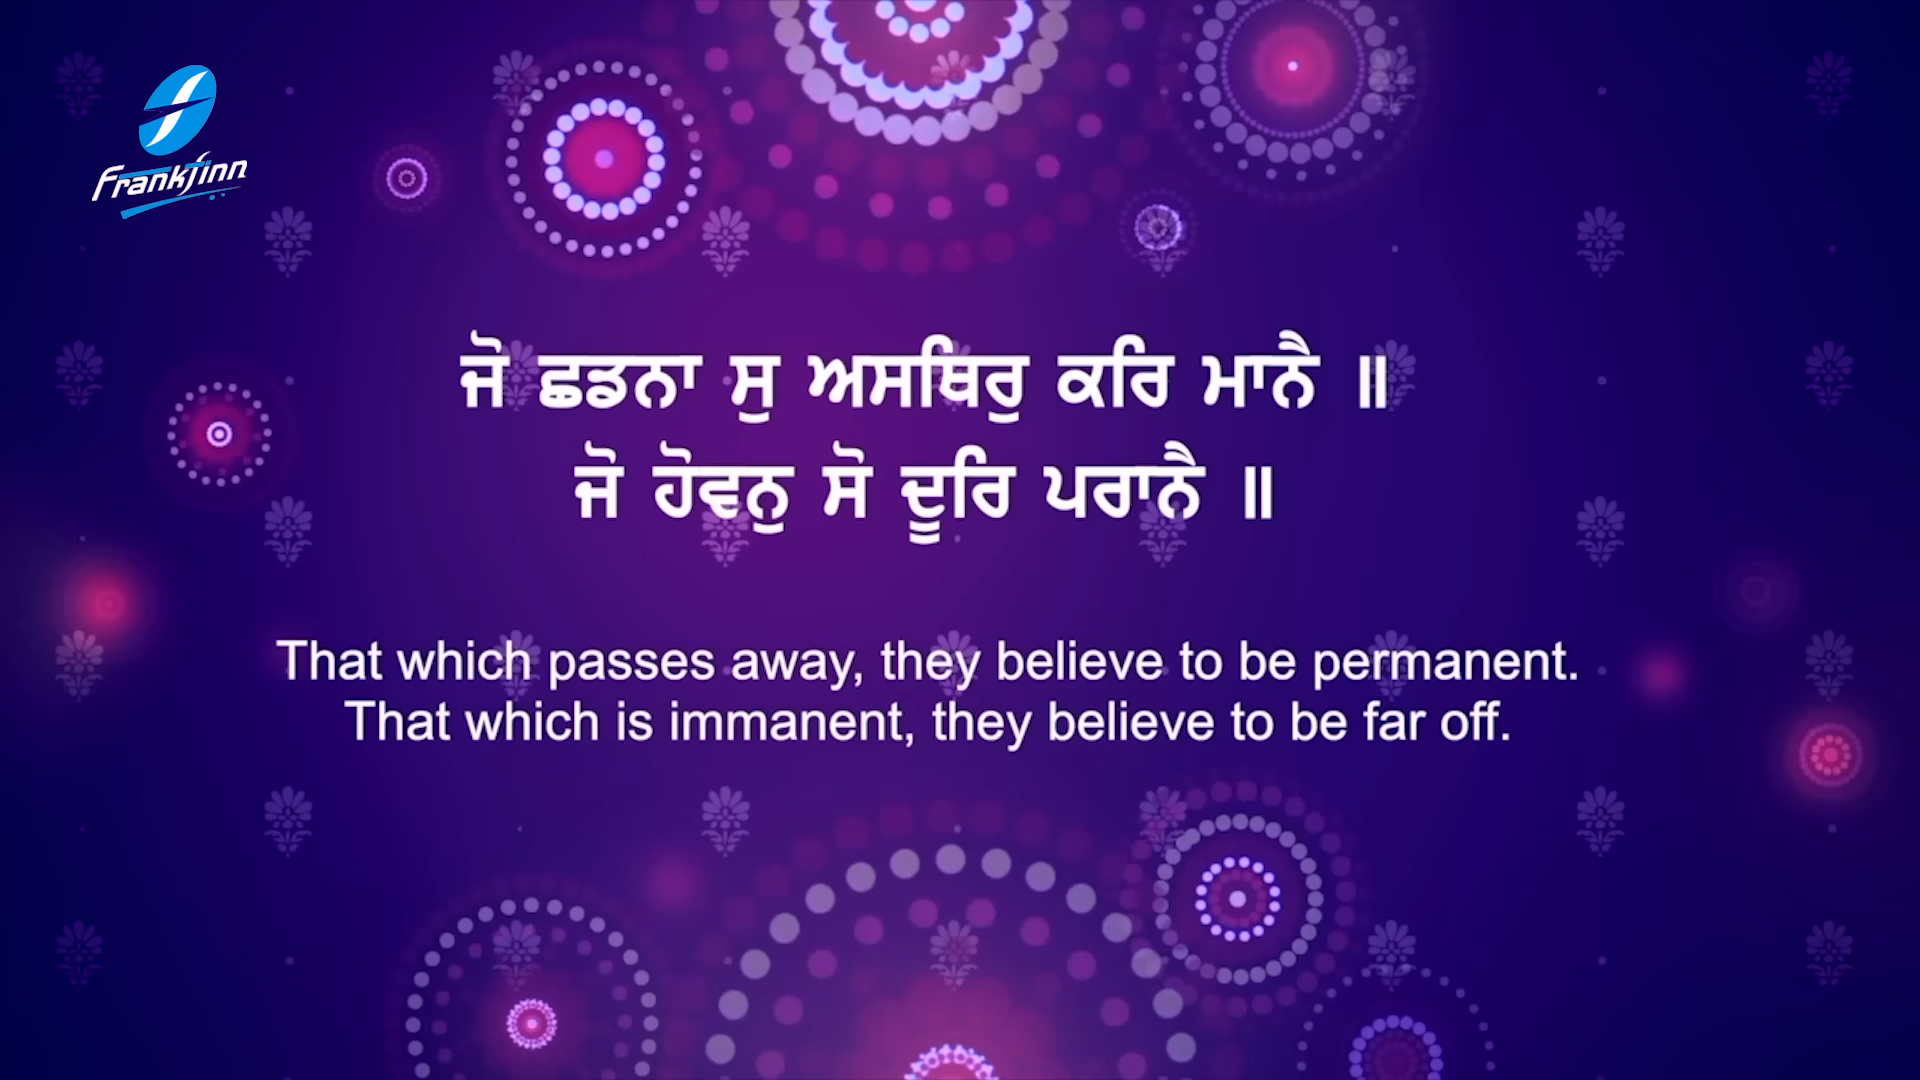 Frankfinn
ਜੋ ਛਡਨਾ ਸੁ ਅਸਥਿਰੁ ਕਰਿ ਮਾਨੈ ॥
ਜੋ ਹੋਵਨੁ ਸੋ ਦੂਰਿ ਪਰਾਨੈ ॥
That which passes away, they believe to be permanent.
That which is immanent, they believe to be far off.